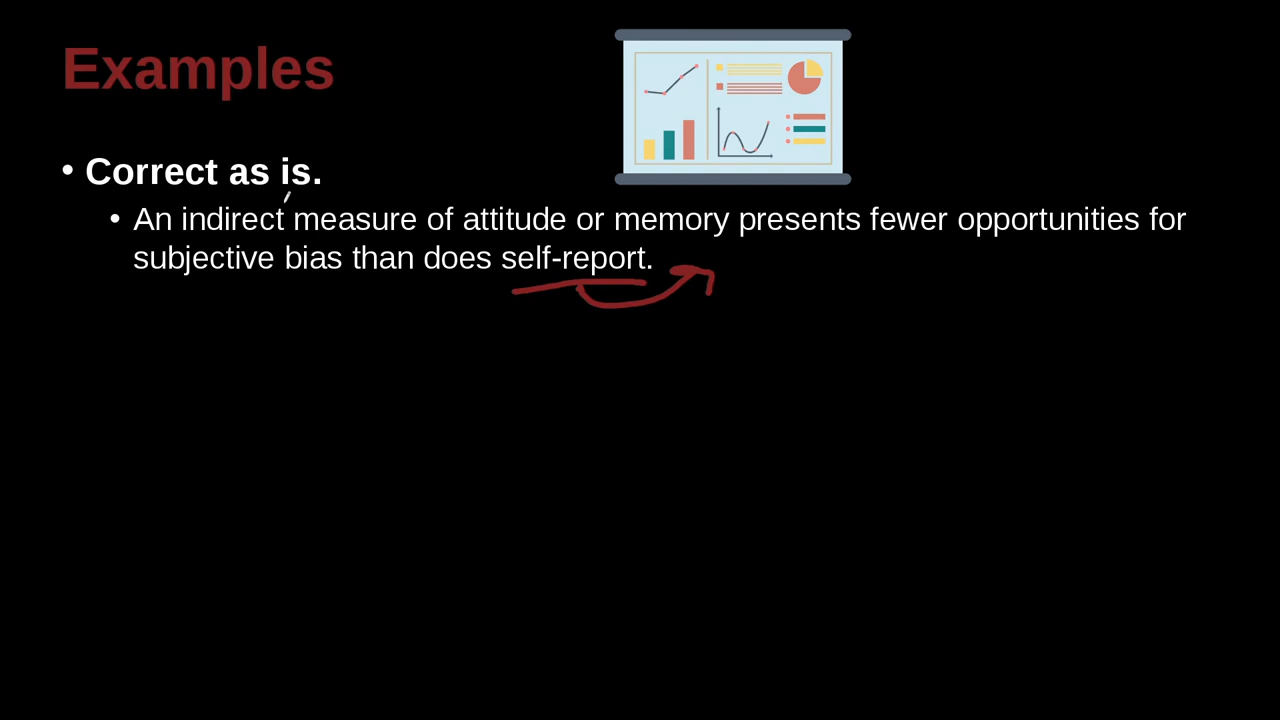 Examples
• Correct as is.
• An indirect measure of attitude or memory presents fewer opportunities for
subjective bias than does self-report.